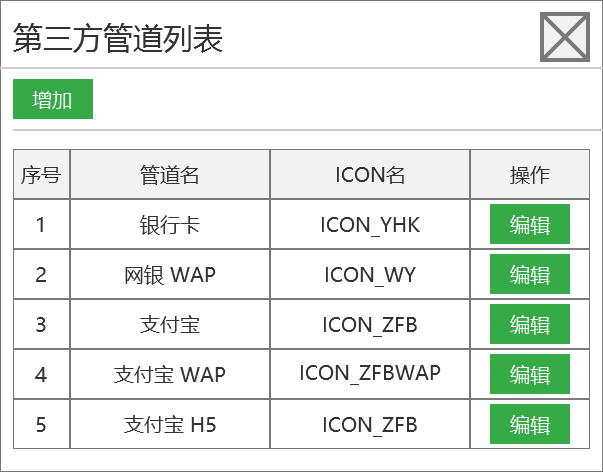 第三方管道列表
增加
序号 管道名 ICON名 操作
1 银行卡 ICON_YHK 编辑
2 网银 WAP ICON_WY 编辑
3 支付宝 ICON_ZFB 编辑
4 支付宝 WAP ICON_ZFBWAP 编辑
5 支付宝 H5 ICON_ZFB 编辑